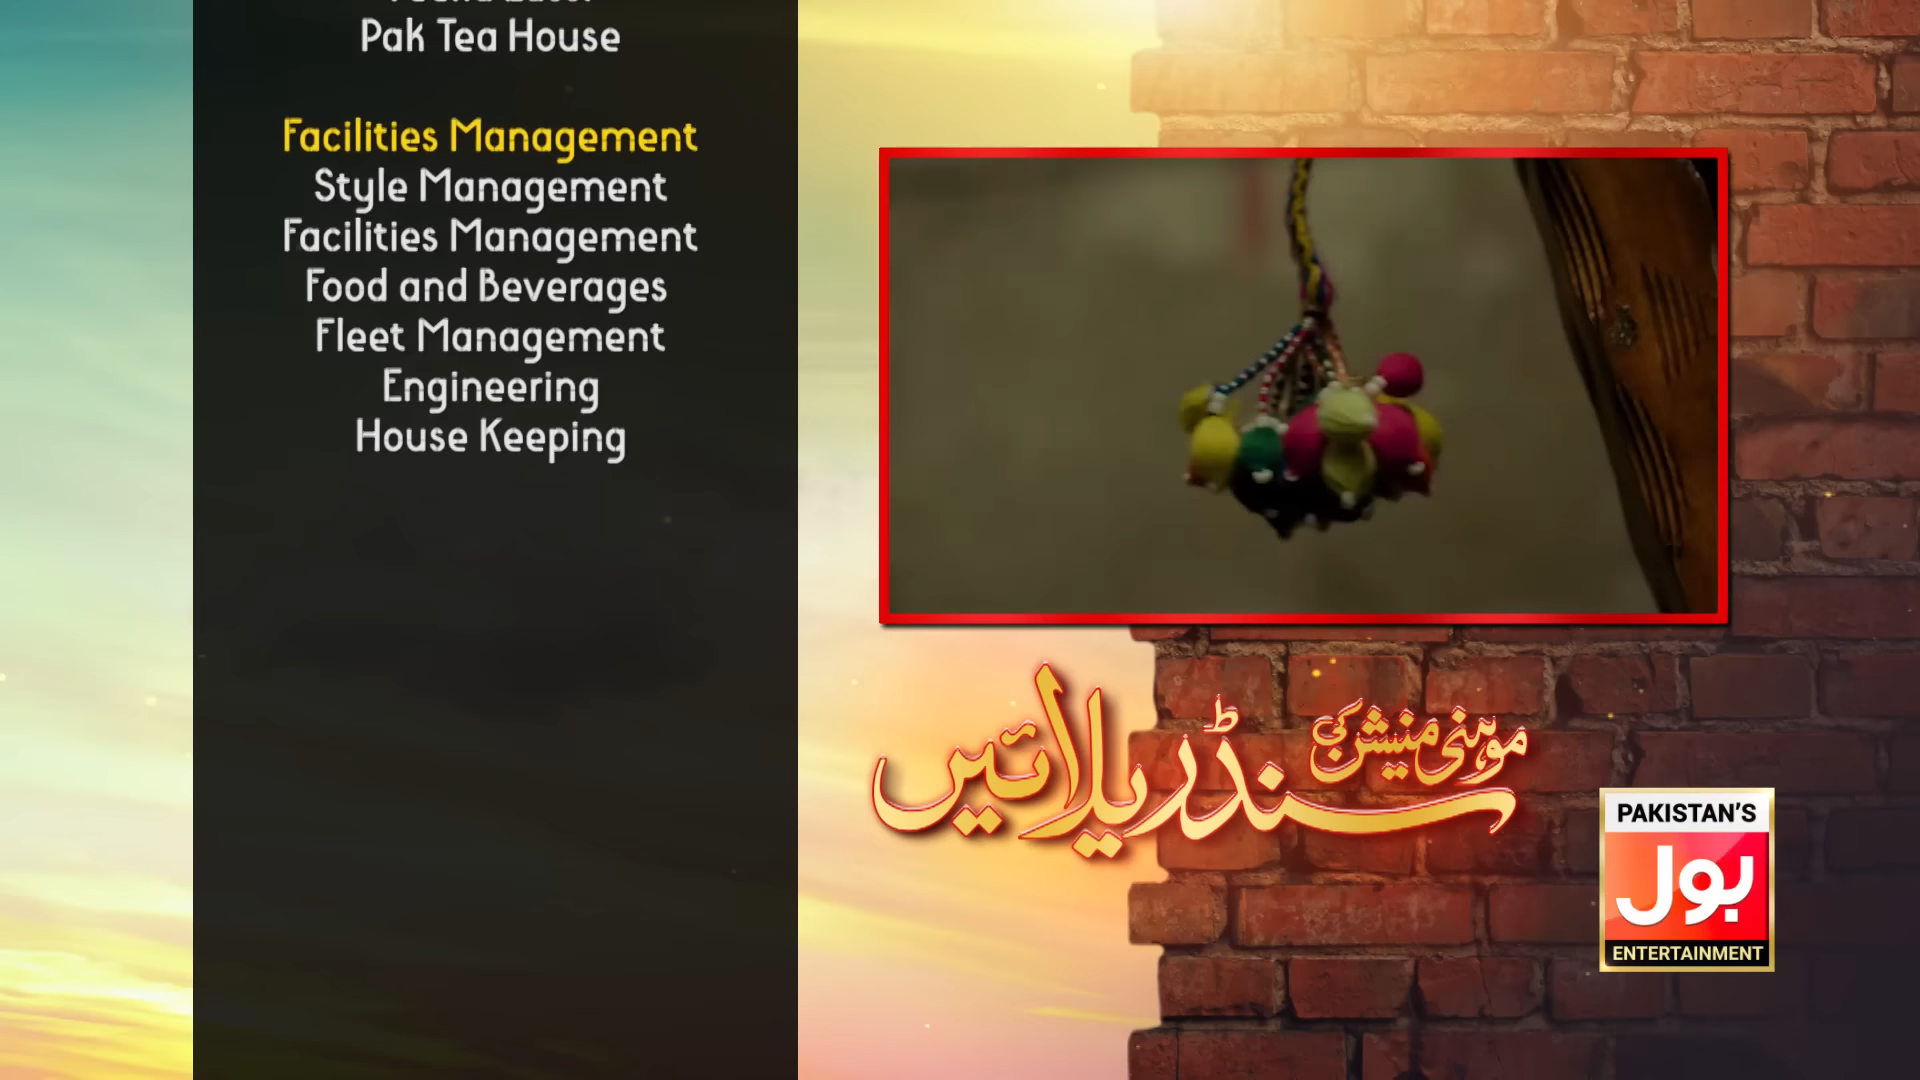 Pak Tea House
Facilities Management
Style Management
Facilities Management
Food and Beverages
Fleet Management
Engineering
House Keeping
موہنی منیشن کی
سنڈریلائیں
PAKISTAN'S
بول
ENTERTAINMENT